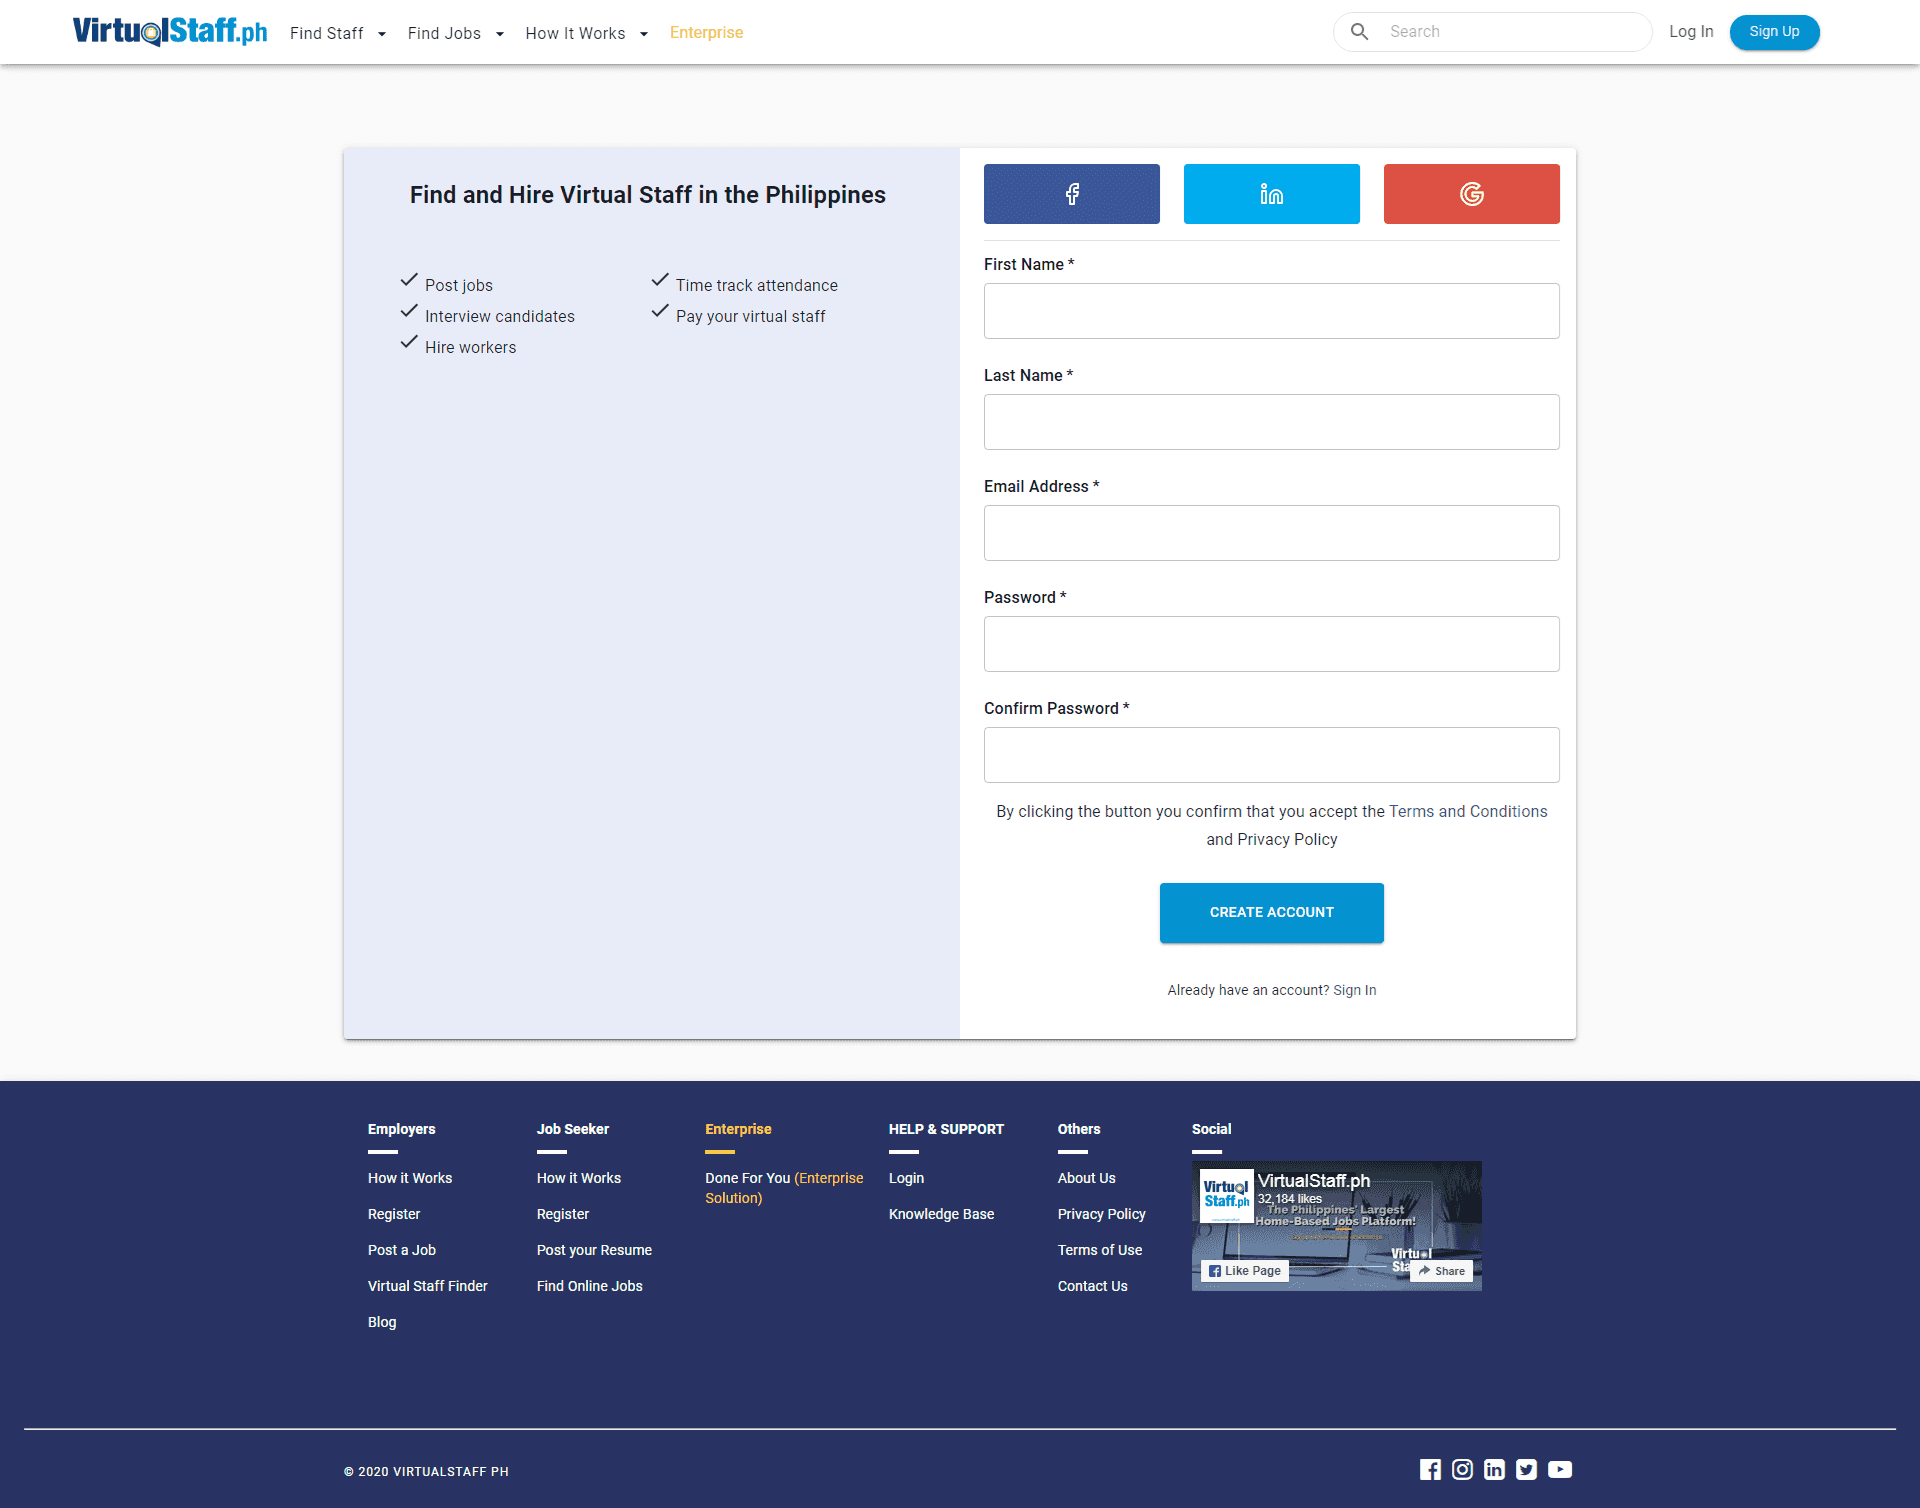 VirtualStaff.ph Find Staff Find Jobs How It Works Enterprise Search Log In Sign Up
Find and Hire Virtual Staff in the Philippines
Post jobs
Interview candidates
Hire workers
Time track attendance
Pay your virtual staff
First Name *
Last Name *
Email Address *
Password *
Confirm Password *
By clicking the button you confirm that you accept the Terms and Conditions
and Privacy Policy
CREATE ACCOUNT
Already have an account? Sign In
Employers
How it Works
Register
Post a Job
Virtual Staff Finder
Blog
Job Seeker
How it Works
Register
Post your Resume
Find Online Jobs
Enterprise
Done For You (Enterprise
Solution)
HELP & SUPPORT
Login
Knowledge Base
Others
About Us
Privacy Policy
Terms of Use
Contact Us
Social
Virtual
Staff.ph
VirtualStaff.ph
32,184 likes
The Philippines' Largest
Home-Based Jobs Platform!
Virtual
Sta
Like Page
Share
© 2020 VIRTUALSTAFF PH